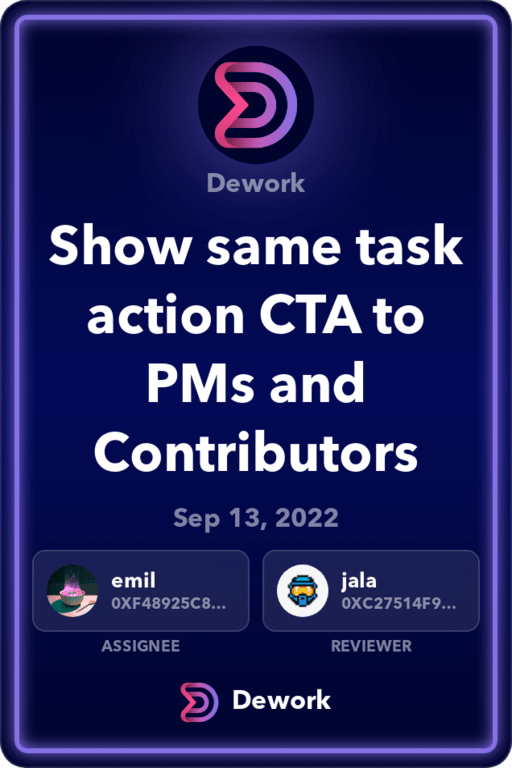 Dework
Show same task
action CTA to
PMs and
Contributors
Sep 13, 2022
emil
0XF48925C8...
ASSIGNEE
jala
0XC27514F9...
REVIEWER
Dework